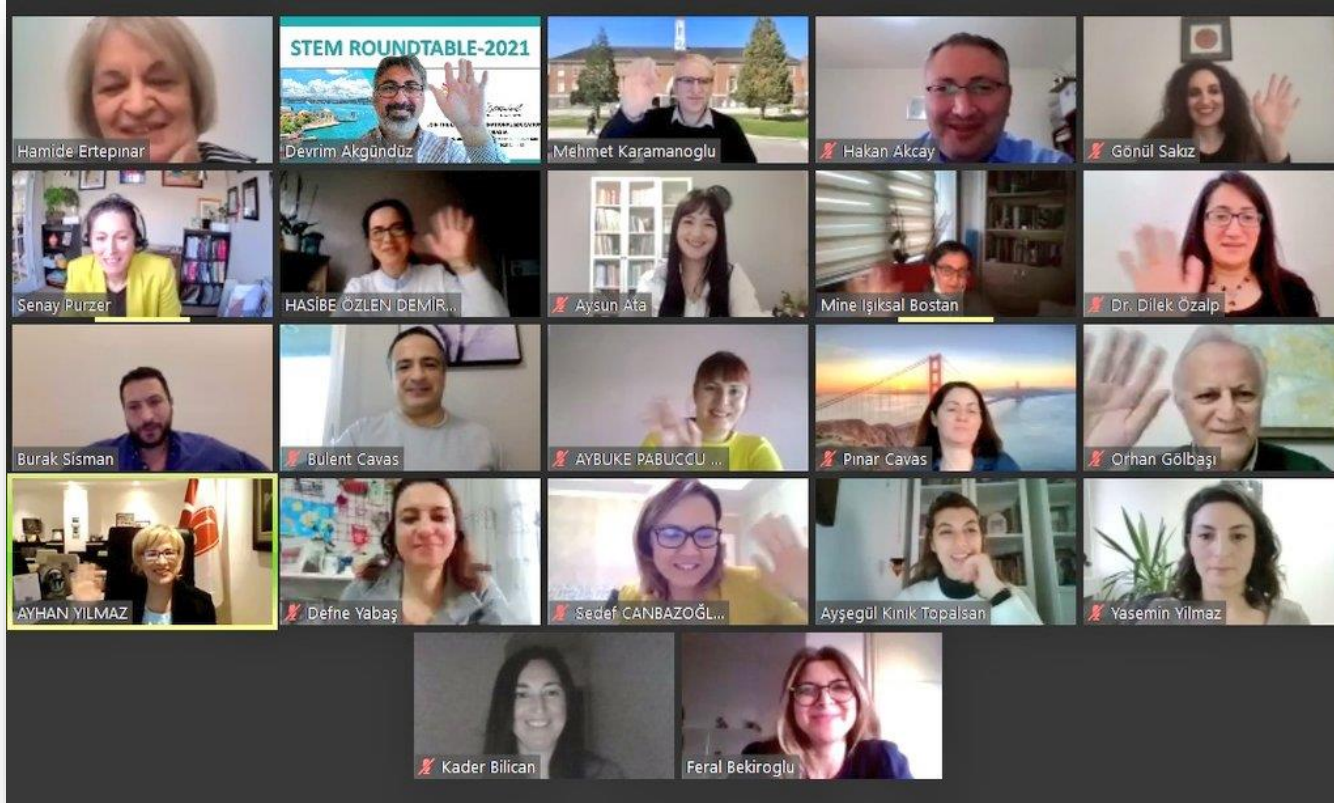 Hamide Ertepınar
STEM ROUNDTABLE-2021
Devrim Akgündüz
Mehmet Karamanoglu
Hakan Akcay
Gönül Sakız
Senay Purzer
HASİBE ÖZLEN DEMİR...
Aysun Ata
Mine Işıksal Bostan
Dr. Dilek Özalp
Burak Sisman
Bulent Cavas
AYBUKE PABUCCU ...
Pınar Cavas
Orhan Gölbaşı
AYHAN YILMAZ
Defne Yabaş
Sedef CANBAZOĞL...
Ayşegül Kınık Topalsan
Yasemin Yilmaz
Kader Bilican
Feral Bekiroglu